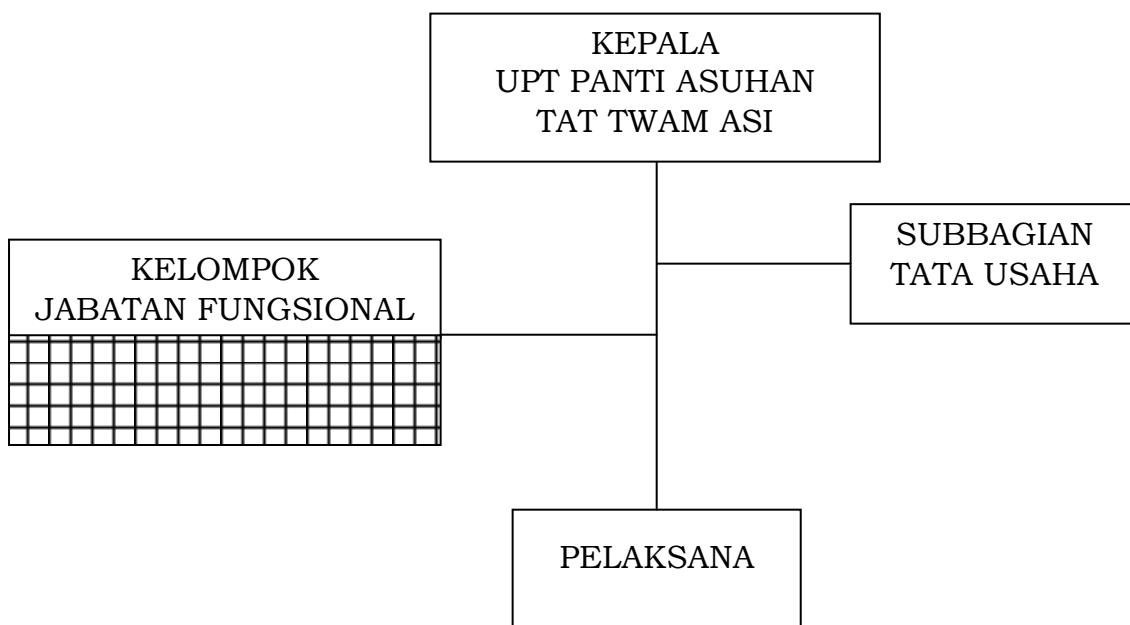 KEPALA
UPT PANTI ASUHAN
TAT TWAM ASI
SUBBAGIAN
TATA USAHA
KELOMPOK
JABATAN FUNGSIONAL
PELAKSANA